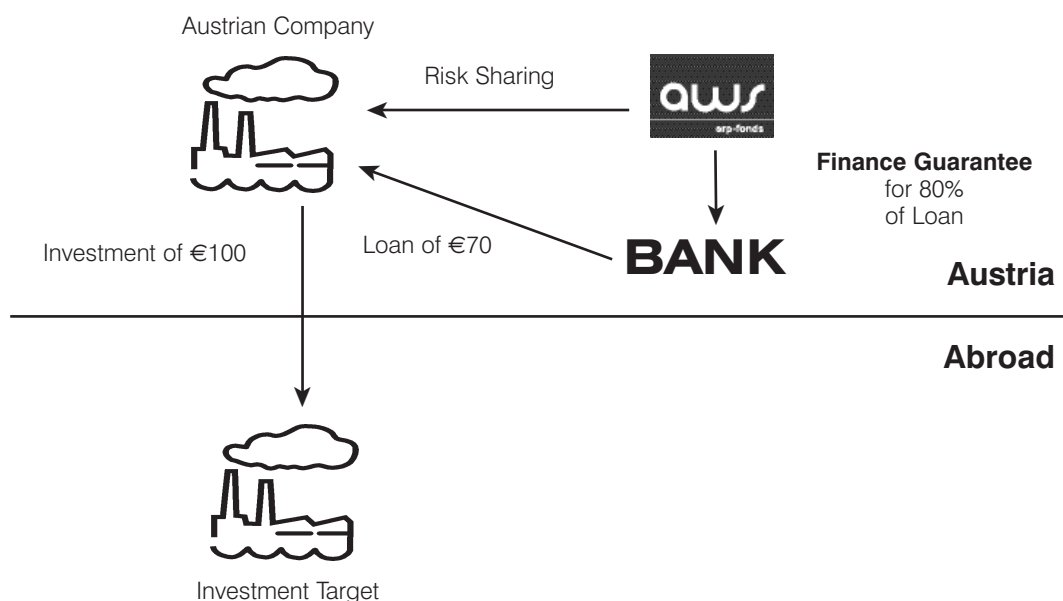 Austrian Company
Risk Sharing
aws
erp-fonds
Finance Guarantee
for 80%
of Loan
Investment of €100
Loan of €70
BANK
Austria
Abroad
Investment Target